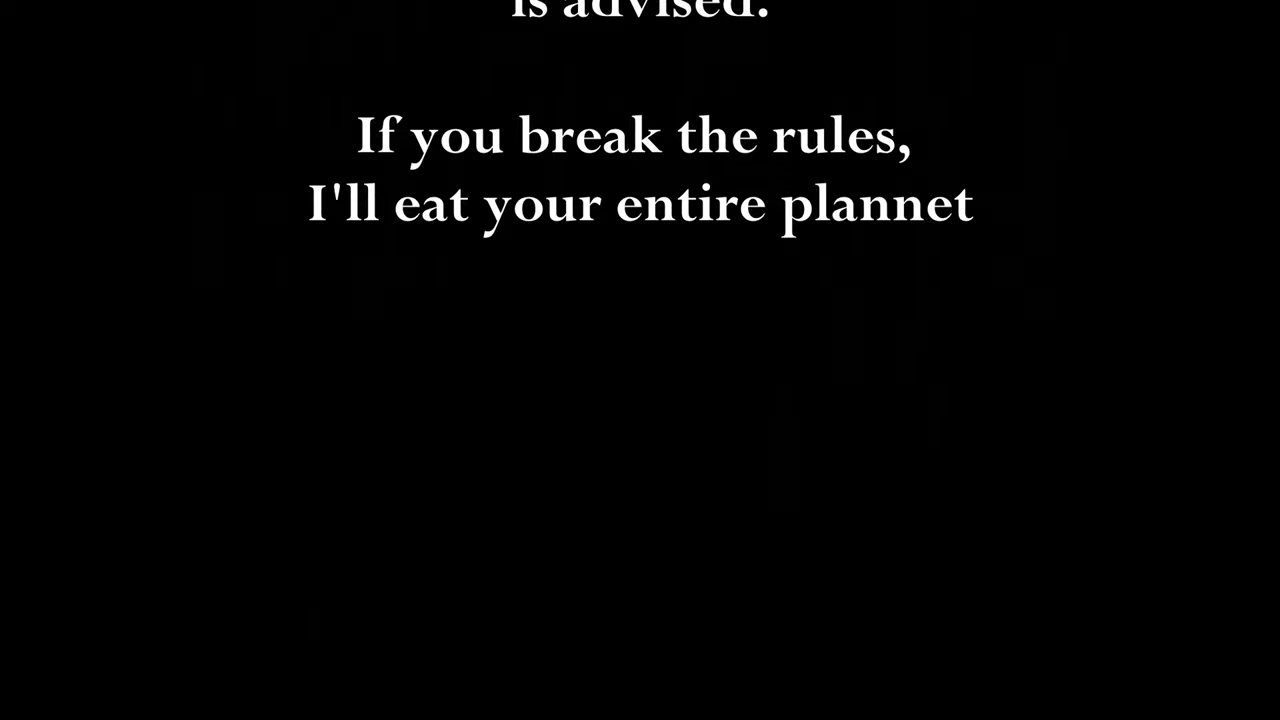 is advised.
If you break the rules,
I'll eat your entire plannet